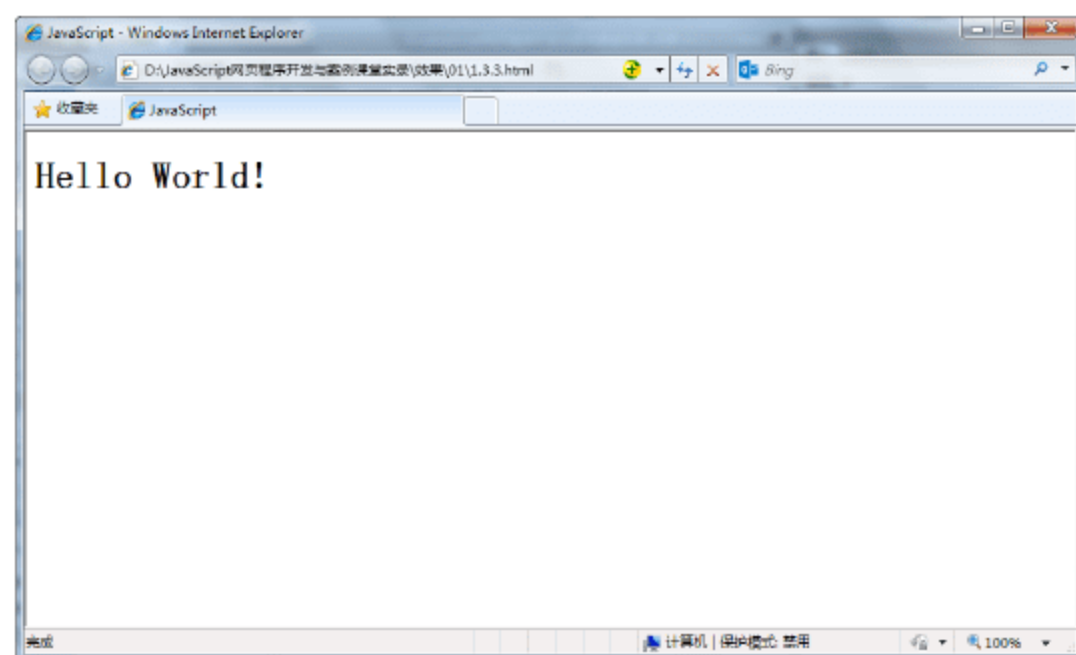 JavaScript - Windows Internet Explorer
D:\JavaScript网页程序开发与案例课堂实录\效果\01\1.3.3.html
Bing
收藏夹
JavaScript
Hello World!
完成
计算机 | 保护模式: 禁用
100%